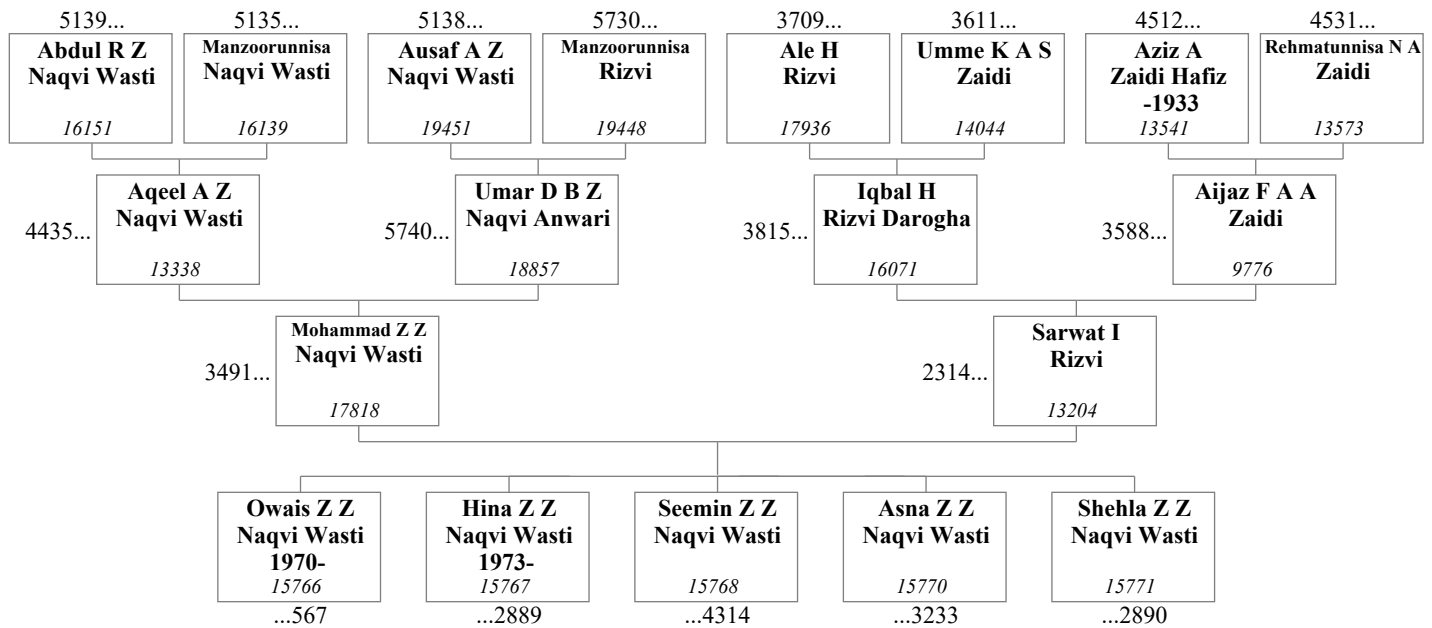 5139... 5135... 5138... 5730... 3709... 3611... 4512... 4531...
Abdul R Z
Naqvi Wasti
16151
Manzoorunnisa
Naqvi Wasti
16139
Ausaf A Z
Naqvi Wasti
19451
Manzoorunnisa
Rizvi
19448
Ale H
Rizvi
17936
Umme K A S
Zaidi
14044
Aziz A
Zaidi Hafiz
-1933
13541
Rehmatunnisa N A
Zaidi
13573
4435...
Aqeel A Z
Naqvi Wasti
13338
5740...
Umar D B Z
Naqvi Anwari
18857
3815...
Iqbal H
Rizvi Darogha
16071
3588...
Aijaz F A A
Zaidi
9776
3491...
Mohammad Z Z
Naqvi Wasti
17818
2314...
Sarwat I
Rizvi
13204
Owais Z Z
Naqvi Wasti
1970-
15766
...567
Hina Z Z
Naqvi Wasti
1973-
15767
...2889
Seemin Z Z
Naqvi Wasti
15768
...4314
Asna Z Z
Naqvi Wasti
15770
...3233
Shehla Z Z
Naqvi Wasti
15771
...2890